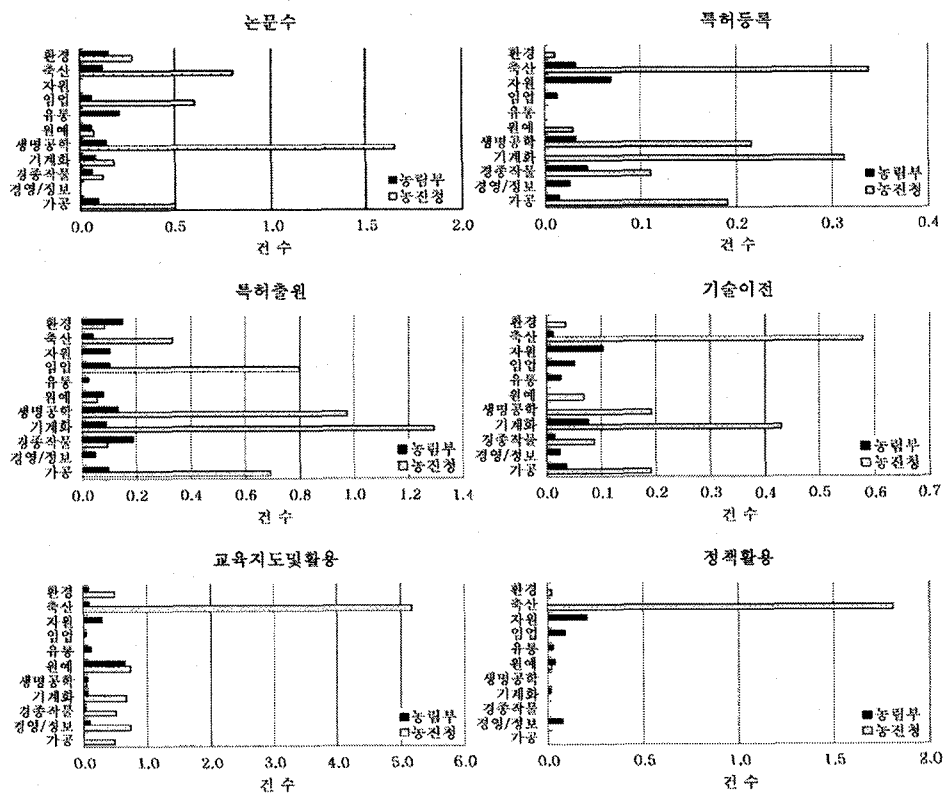 논문수
환경
축산
자원
임업
유통
원예
생명공학
기계화
경종작물
경영/정보
가공
농림부
농진청
0.0 0.5 1.0 1.5 2.0
건 수
특허등록
환경
축산
자원
임업
유통
원예
생명공학
기계화
경종작물
경영/정보
가공
농림부
농진청
0.0 0.1 0.2 0.3 0.4
건 수
특허출원
환경
축산
자원
임업
유통
원예
생명공학
기계화
경종작물
경영/정보
가공
농림부
농진청
0.0 0.2 0.4 0.6 0.8 1.0 1.2 1.4
건 수
기술이전
환경
축산
자원
임업
유통
원예
생명공학
기계화
경종작물
경영/정보
가공
농림부
농진청
0.0 0.1 0.2 0.3 0.4 0.5 0.6 0.7
건 수
교육지도및활용
환경
축산
자원
임업
유통
원예
생명공학
기계화
경종작물
경영/정보
가공
농림부
농진청
0.0 1.0 2.0 3.0 4.0 5.0 6.0
건 수
정책활용
환경
축산
자원
임업
유통
원예
생명공학
기계화
경종작물
경영/정보
가공
농림부
농진청
0.0 0.5 1.0 1.5 2.0
건 수